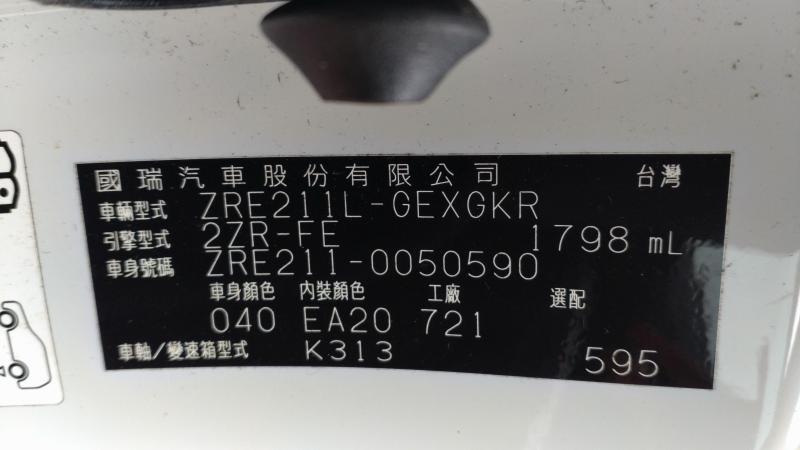 國瑞汽車股份有限公司 台灣
車輛型式 ZRE211L-GEXGKR
引擎型式 2ZR-FE 1798 mL
車身號碼 ZRE211-0050590
車身顏色 內裝顏色 工廠 選配
040 EA20 721
車軸/變速箱型式 K313 595